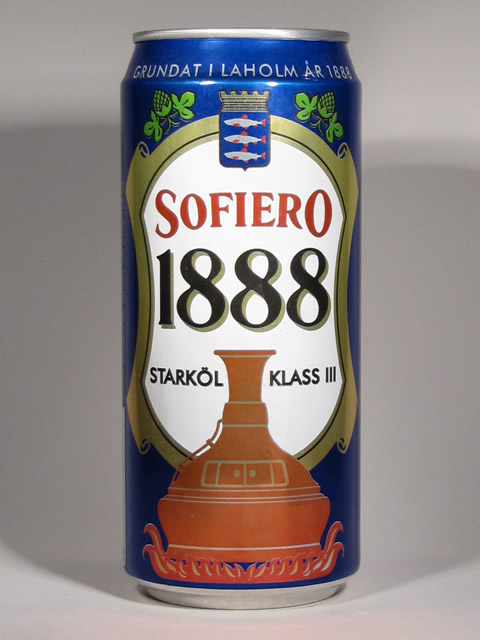 GRUNDAT I LAHOLM ÅR 1888
SOFIERO
1888
STARKÖL KLASS III